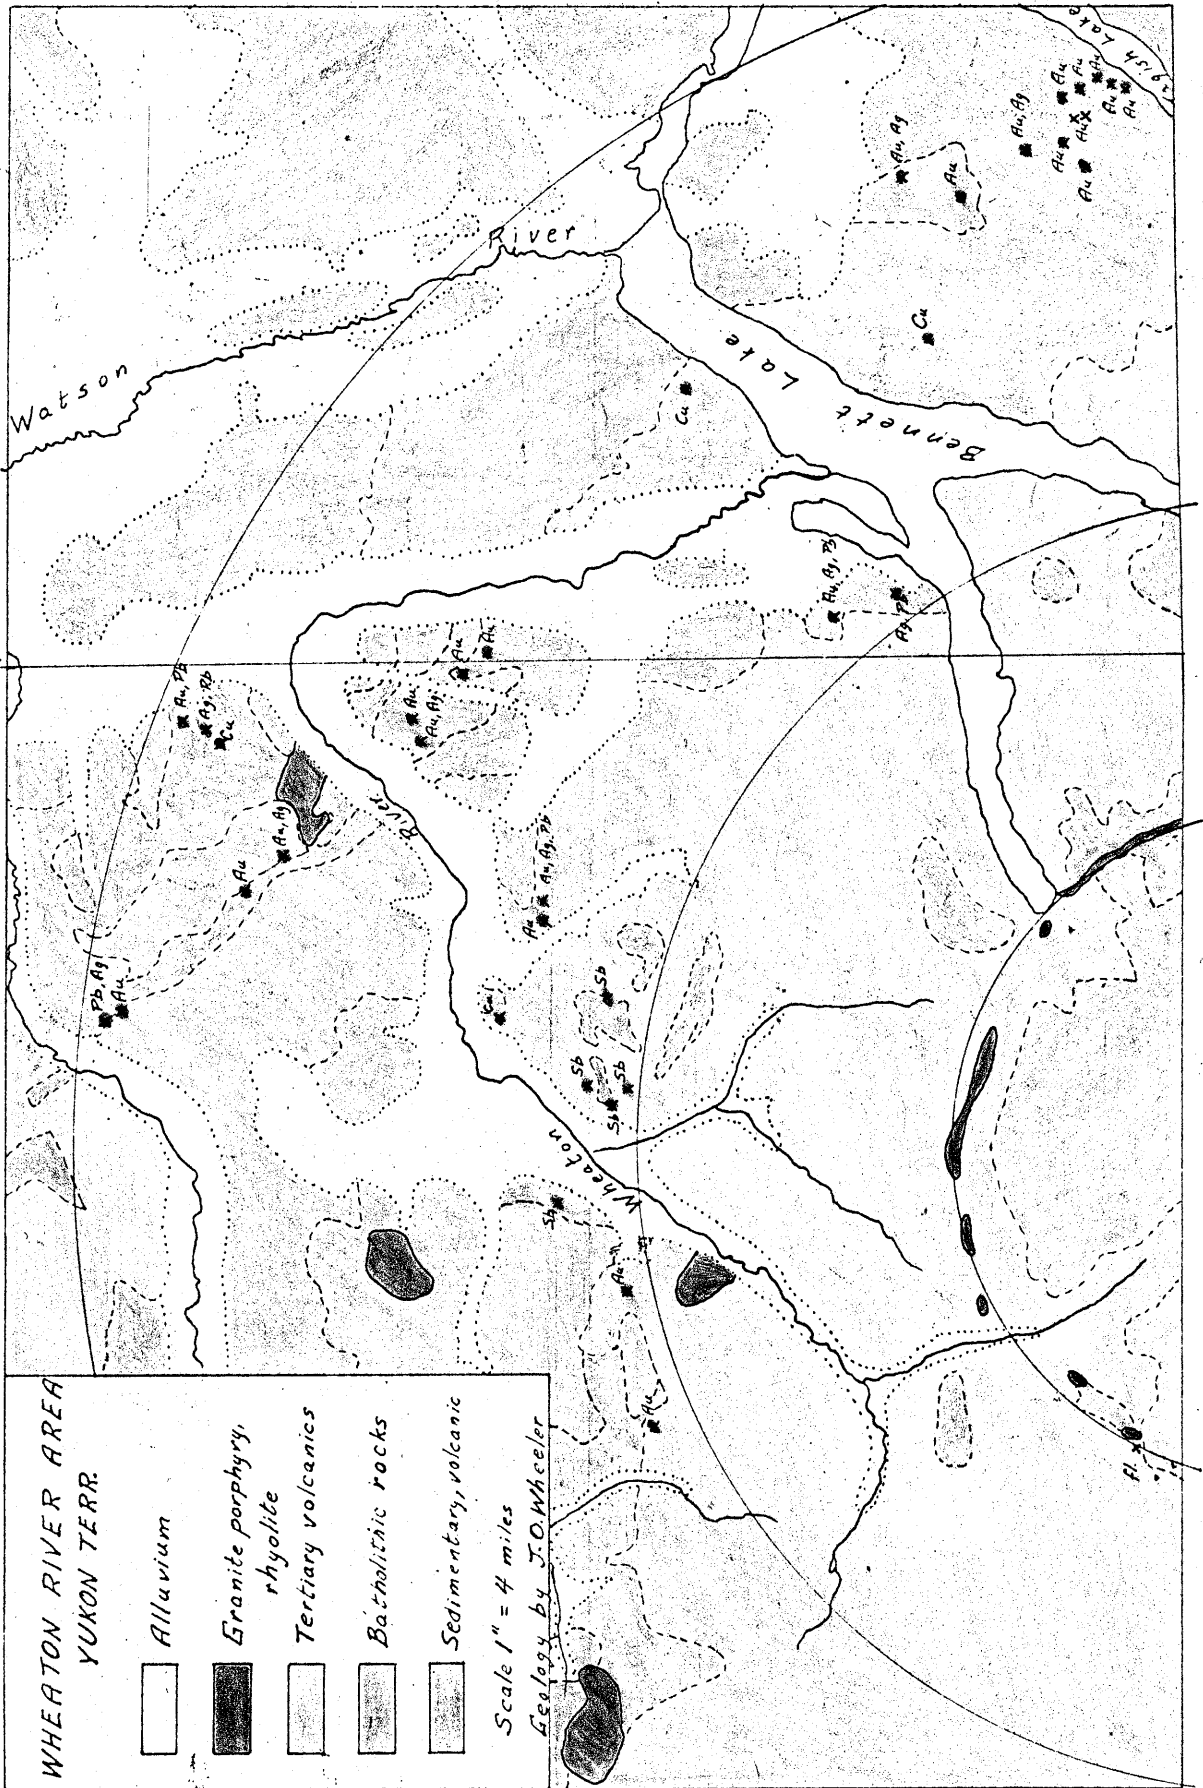 WHEATON RIVER AREA
YUKON TERR.
Alluvium
Granite porphyry,
rhyolite
Tertiary volcanics
Batholithic rocks
Sedimentary, volcanic
Scale 1" = 4 miles
Geology by J.O. Wheeler
Watson
River
Wheaton
River
Bennett
Lake
Lake
Pb, Ag
Au
Au
Au, Ag
Au, Pb
Ag, Pb
Cu
Au
Au, Ag
Au
Au
Au
Au, Ag, Pb
Cu
Sb
Sb
Sb
Sb
Sb
Au
Au
Fl.
Au, Ag, Pb
Ag, Pb
Cu
Cu
Au, Ag
Au
Au, Ag
Au
Au
Au
Au
Au
Au
Au
Au